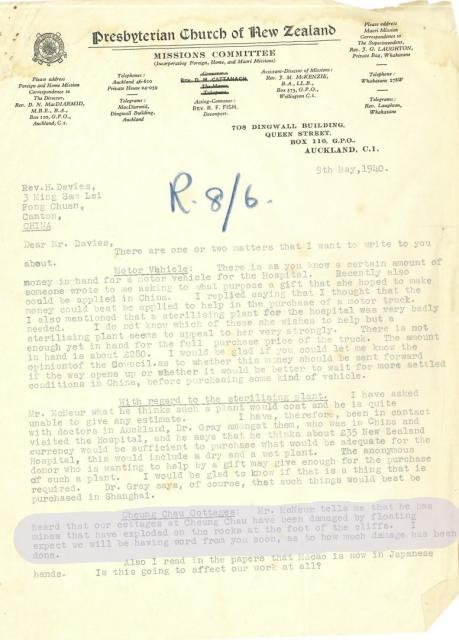 Presbyterian Church of New Zealand
MISSIONS COMMITTEE
(Incorporating Foreign, Home, and Maori Missions)
Please address
Foreign and Home Mission
Correspondence to
The Director,
Rev. D. N. MacDIARMID,
M.B.E., B.A.,
Box 110, G.P.O.,
Auckland, C.1.
Telephones:
Auckland 46-620
Private House
Telegrams:
MacDiarmid,
Dingwall Building,
Auckland
Convener
Rev. D. M. CATTANACH,
The Manse,
Acting-Convener:
REV. R. F. FISH,
Devonport.
Assistant-Director of Missions:
Rev. J. M. McKENZIE,
B.A., LL.B.,
Box 575, G.P.O.,
Wellington C.1.
Please address
Maori Mission
Correspondence to
The Superintendent,
Rev. J. G. LAUGHTON,
Private Bag, Whakatane
Telephone:
Whakatane
Telegrams:
Rev. Laughton,
Whakatane
708 DINGWALL BUILDING,
QUEEN STREET,
BOX 110, G.P.O.,
AUCKLAND, C.1.
9th May, 1940.
R. 8/6.
Rev. H. Davies,
3 Ming Sam Lei
Fong Chuen,
Canton,
CHINA
Dear Mr. Davies,
There are one or two matters that I want to write to you
about.
Motor Vehicle: There is as you know a certain amount of
money in hand for a motor vehicle for the Hospital. Recently also
someone wrote to me asking to what purpose a gift that she hoped to make
could be applied in China. I replied saying that I thought that the
money could best be applied to help in the purchase of a motor truck.
I also mentioned that a sterilising plant for the hospital was very badly
needed. I do not know which of these she wishes to help but a
sterilising plant seems to appeal to her very strongly. There is not
enough yet in hand for the full purchase price of the truck. The amount
in hand is about £280. I would be glad if you could let me know the
opinionof the Council as to whether this money should be sent forward
if the way opens up or whether it would be better to wait for more settled
conditions in China, before purchasing some kind of vehicle.
With regard to the sterilising plant. I have asked
Mr. McNeur what he thinks such a plant would cost and he is quite
unable to give any estimate. I have, therefore, been in contact
with doctors in Auckland, Dr. Gray amongst them, who was in China and
visited the Hospital, and he says that he thinks about £35 New Zealand
currency would be sufficient to purchase what would be adequate for the
Hospital, this would include a dry and a wet plant. The anonymous
donor who is wanting to help by a gift may give enough for the purchase
of such a plant. I would be glad to know if that is a thing that is
required. Dr. Gray says, of course, that such things would best be
purchased in Shanghai.
Cheung Chau Cottages: Mr. McNeur tells me that he has
heard that our cottages at Cheung Chau have been damaged by floating
mines that have exploded on the rocks at the foot of the cliffs. I
expect we will be having word from you soon, as to how much damage has been
done.
Also I read in the papers that Macao is now in Japanese
hands. Is this going to affect our work at all?